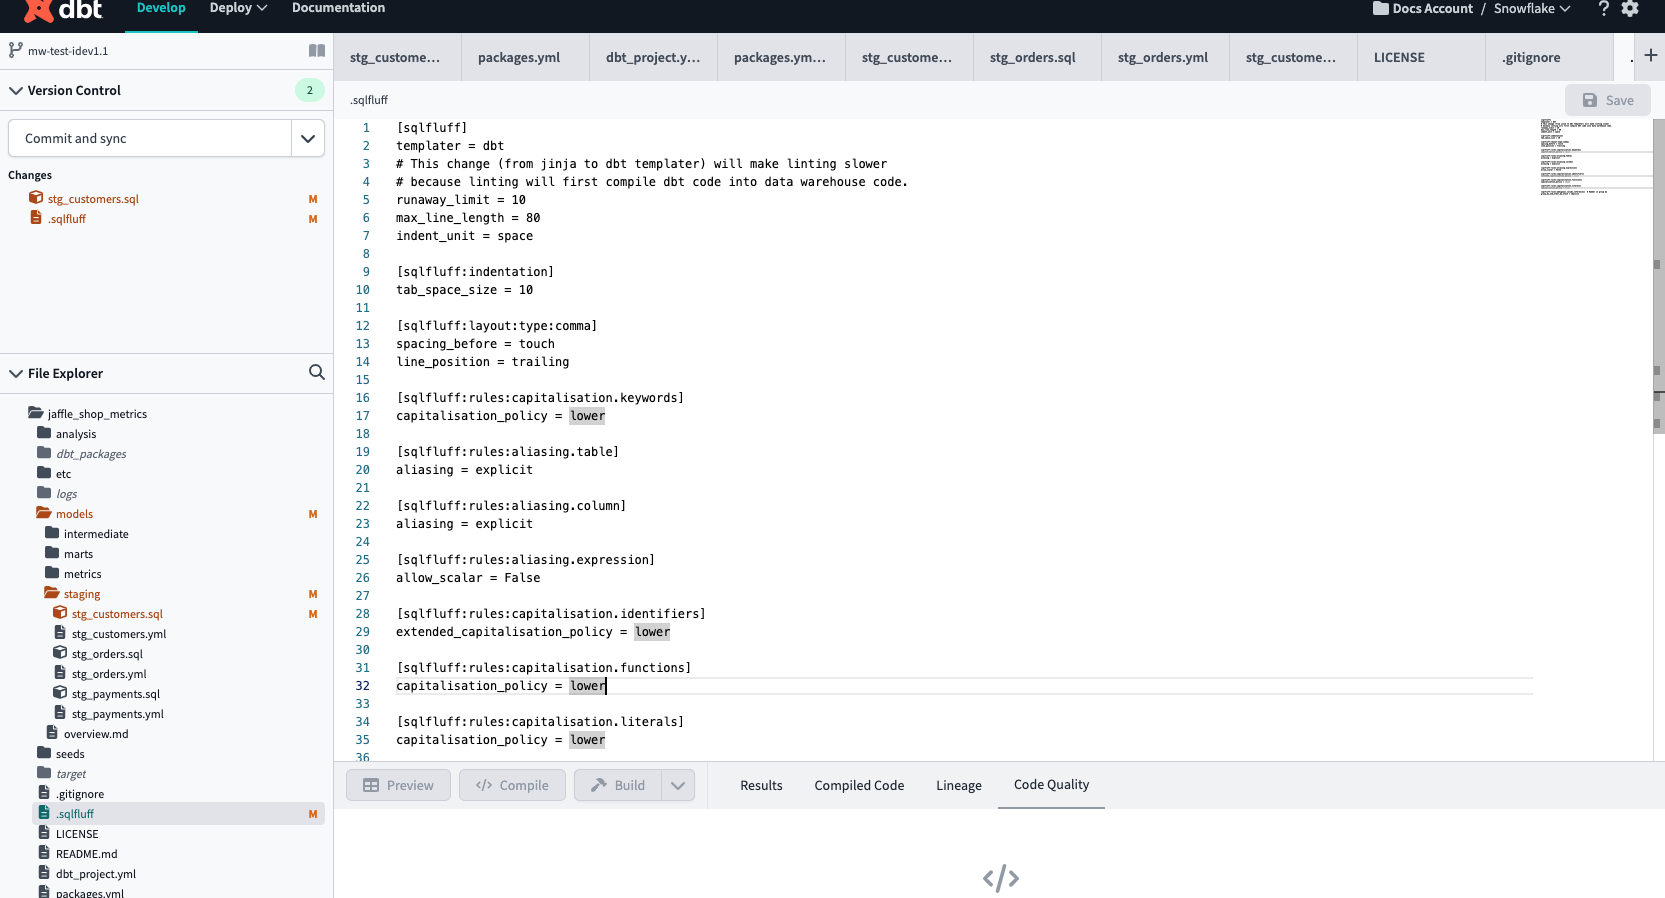 dbt
Develop
Deploy
Documentation
Docs Account / Snowflake
?
mw-test-idev1.1
Version Control
2
Commit and sync
Changes
stg_customers.sql M
.sqlfluff M
File Explorer
jaffle_shop_metrics
analysis
dbt_packages
etc
logs
models M
intermediate
marts
metrics
staging M
stg_customers.sql M
stg_customers.yml
stg_orders.sql
stg_orders.yml
stg_payments.sql
stg_payments.yml
overview.md
seeds
target
.gitignore
.sqlfluff M
LICENSE
README.md
dbt_project.yml
packages.yml
stg_custome...
packages.yml
dbt_project.y...
packages.ym...
stg_custome...
stg_orders.sql
stg_orders.yml
stg_custome...
LICENSE
.gitignore
.
+
.sqlfluff
Save
1 [sqlfluff]
2 templater = dbt
3 # This change (from jinja to dbt templater) will make linting slower
4 # because linting will first compile dbt code into data warehouse code.
5 runaway_limit = 10
6 max_line_length = 80
7 indent_unit = space
8
9 [sqlfluff:indentation]
10 tab_space_size = 10
11
12 [sqlfluff:layout:type:comma]
13 spacing_before = touch
14 line_position = trailing
15
16 [sqlfluff:rules:capitalisation.keywords]
17 capitalisation_policy = lower
18
19 [sqlfluff:rules:aliasing.table]
20 aliasing = explicit
21
22 [sqlfluff:rules:aliasing.column]
23 aliasing = explicit
24
25 [sqlfluff:rules:aliasing.expression]
26 allow_scalar = False
27
28 [sqlfluff:rules:capitalisation.identifiers]
29 extended_capitalisation_policy = lower
30
31 [sqlfluff:rules:capitalisation.functions]
32 capitalisation_policy = lower
33
34 [sqlfluff:rules:capitalisation.literals]
35 capitalisation_policy = lower
36
Preview
</> Compile
Build
Results
Compiled Code
Lineage
Code Quality
</>